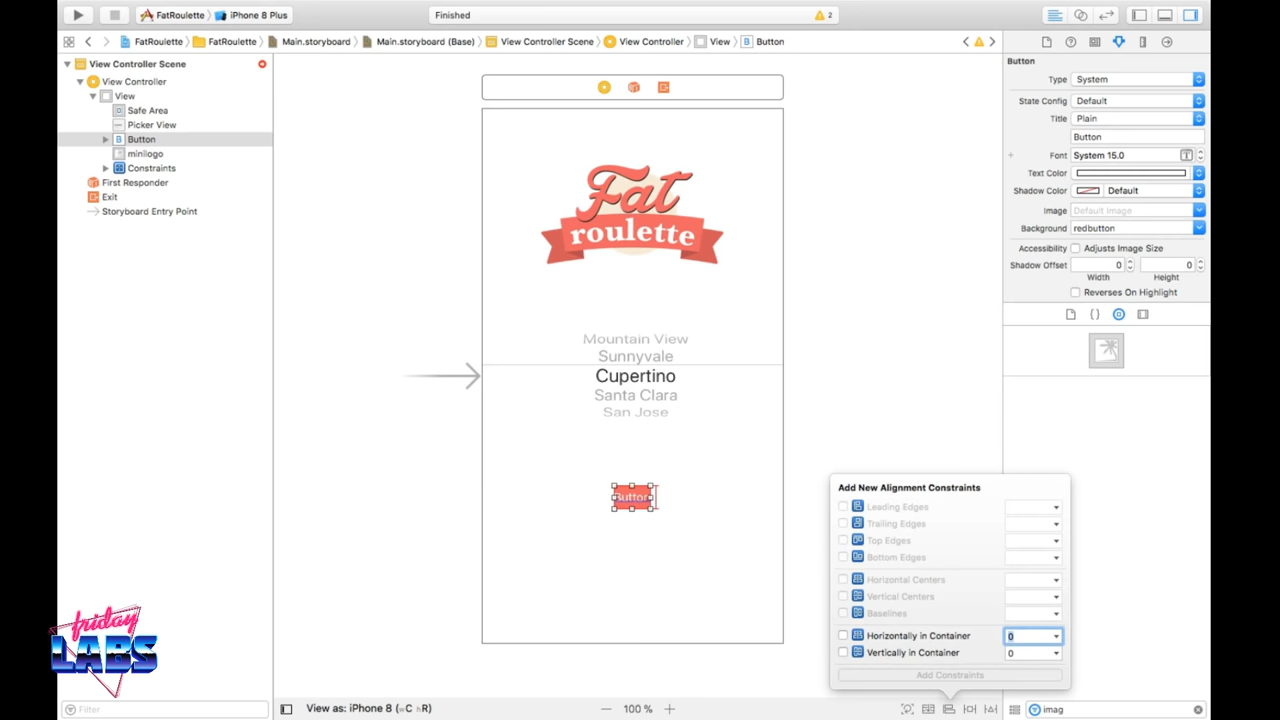 FatRoulette
iPhone 8 Plus
Finished
2
FatRoulette
FatRoulette
Main.storyboard
Main.storyboard (Base)
View Controller Scene
View Controller
View
B
Button
View Controller Scene
View Controller
View
Safe Area
Picker View
B
Button
minilogo
Constraints
First Responder
Exit
Storyboard Entry Point
Fat
roulette
Mountain View
Sunnyvale
Cupertino
Santa Clara
San Jose
Button
Button
Type
System
State Config
Default
Title
Plain
Button
Font
System 15.0
T
Text Color
Shadow Color
Default
Image
Default Image
Background
redbutton
Accessibility
Adjusts Image Size
Shadow Offset
0
0
Width
Height
Reverses On Highlight
Add New Alignment Constraints
Leading Edges
Trailing Edges
Top Edges
Bottom Edges
Horizontal Centers
Vertical Centers
Baselines
Horizontally in Container
0
Vertically in Container
0
Add Constraints
friday
LABS
Filter
View as: iPhone 8 (wC hR)
100 %
imag